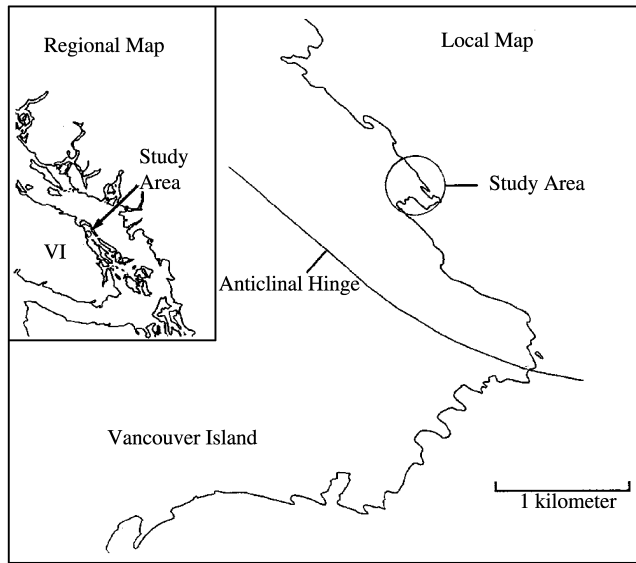 Regional Map
Local Map
Study
Area
Study Area
VI
Anticlinal Hinge
Vancouver Island
1 kilometer